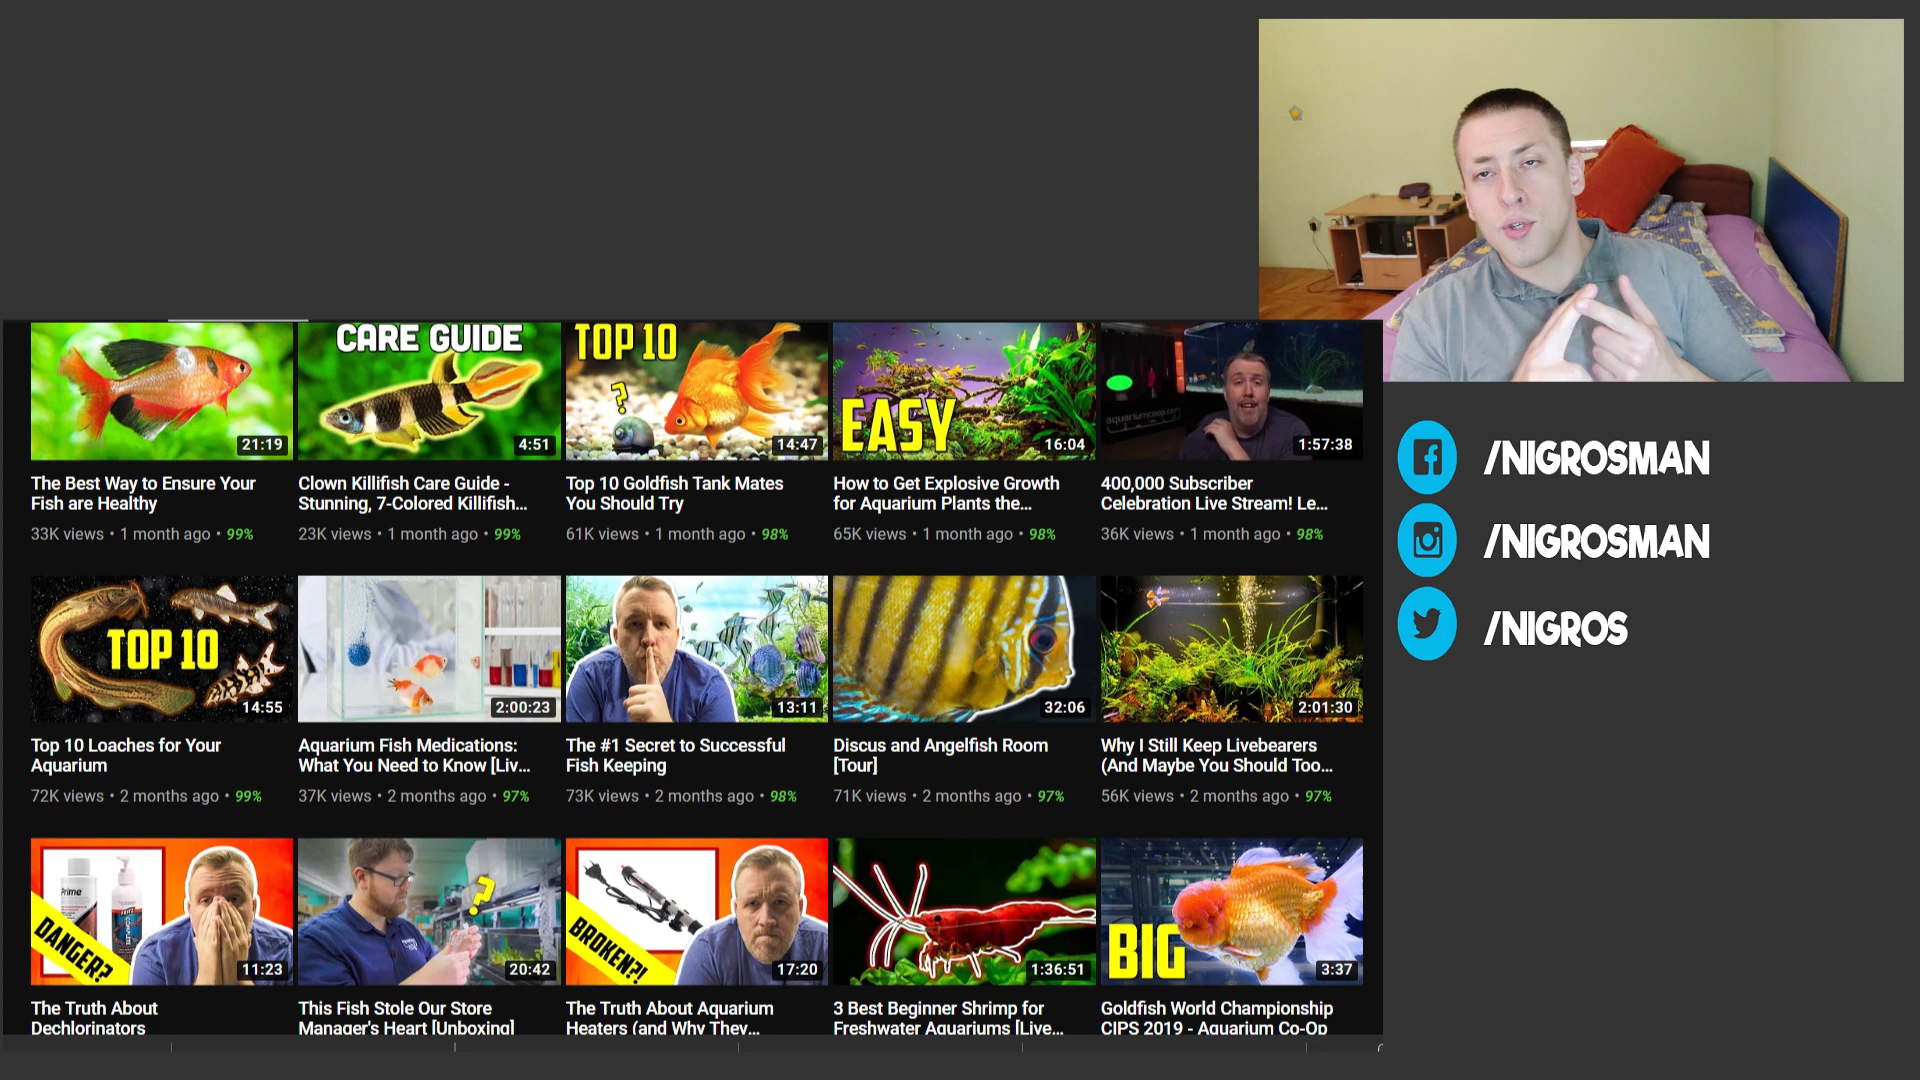 CARE GUIDE
TOP 10
?
EASY
aquariumcoop.com
21:19
4:51
14:47
16:04
1:57:38
The Best Way to Ensure Your
Fish are Healthy
33K views • 1 month ago • 99%
Clown Killifish Care Guide -
Stunning, 7-Colored Killifish...
23K views • 1 month ago • 99%
Top 10 Goldfish Tank Mates
You Should Try
61K views • 1 month ago • 98%
How to Get Explosive Growth
for Aquarium Plants the...
65K views • 1 month ago • 98%
400,000 Subscriber
Celebration Live Stream! Le...
36K views • 1 month ago • 98%
/NIGROSMAN
/NIGROSMAN
/NIGROS
TOP 10
14:55
2:00:23
13:11
32:06
2:01:30
Top 10 Loaches for Your
Aquarium
72K views • 2 months ago • 99%
Aquarium Fish Medications:
What You Need to Know [Liv...
37K views • 2 months ago • 97%
The #1 Secret to Successful
Fish Keeping
73K views • 2 months ago • 98%
Discus and Angelfish Room
[Tour]
71K views • 2 months ago • 97%
Why I Still Keep Livebearers
(And Maybe You Should Too...
56K views • 2 months ago • 97%
Prime
FRITZ
COMPLETE
DANGER?
11:23
?
20:42
BROKEN?!
17:20
1:36:51
BIG
3:37
The Truth About
Dechlorinators
This Fish Stole Our Store
Manager's Heart [Unboxing]
The Truth About Aquarium
Heaters (and Why They...
3 Best Beginner Shrimp for
Freshwater Aquariums [Live...
Goldfish World Championship
CIPS 2019 - Aquarium Co-Op